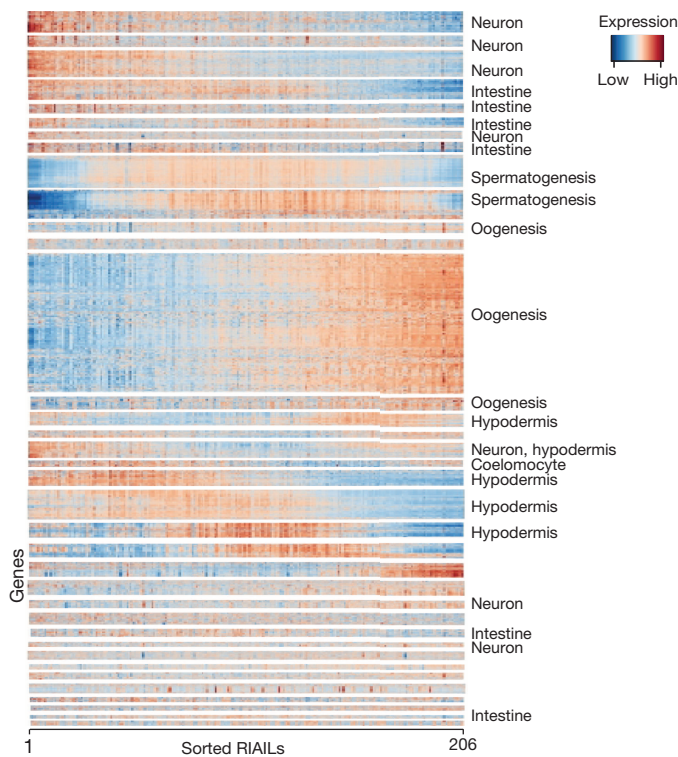 Expression
Low High
Neuron
Neuron
Neuron
Intestine
Intestine
Intestine
Neuron
Intestine
Spermatogenesis
Spermatogenesis
Oogenesis
Oogenesis
Oogenesis
Hypodermis
Neuron, hypodermis
Coelomocyte
Hypodermis
Hypodermis
Hypodermis
Neuron
Intestine
Neuron
Intestine
Genes
1 Sorted RIAILs 206